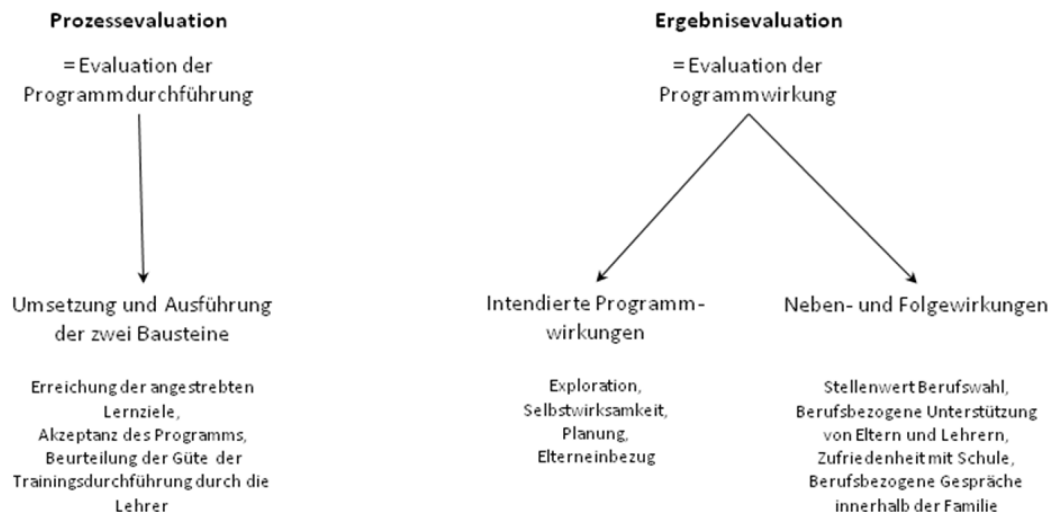 Prozessevaluation
= Evaluation der
Programmdurchführung
Umsetzung und Ausführung
der zwei Bausteine
Erreichung der angestrebten
Lernziele,
Akzeptanz des Programms,
Beurteilung der Güte der
Trainingsdurchführung durch die
Lehrer
Ergebnisevaluation
= Evaluation der
Programmwirkung
Intendierte Programm-
wirkungen
Exploration,
Selbstwirksamkeit,
Planung,
Elterneinbezug
Neben- und Folgewirkungen
Stellenwert Berufswahl,
Berufsbezogene Unterstützung
von Eltern und Lehrern,
Zufriedenheit mit Schule,
Berufsbezogene Gespräche
innerhalb der Familie